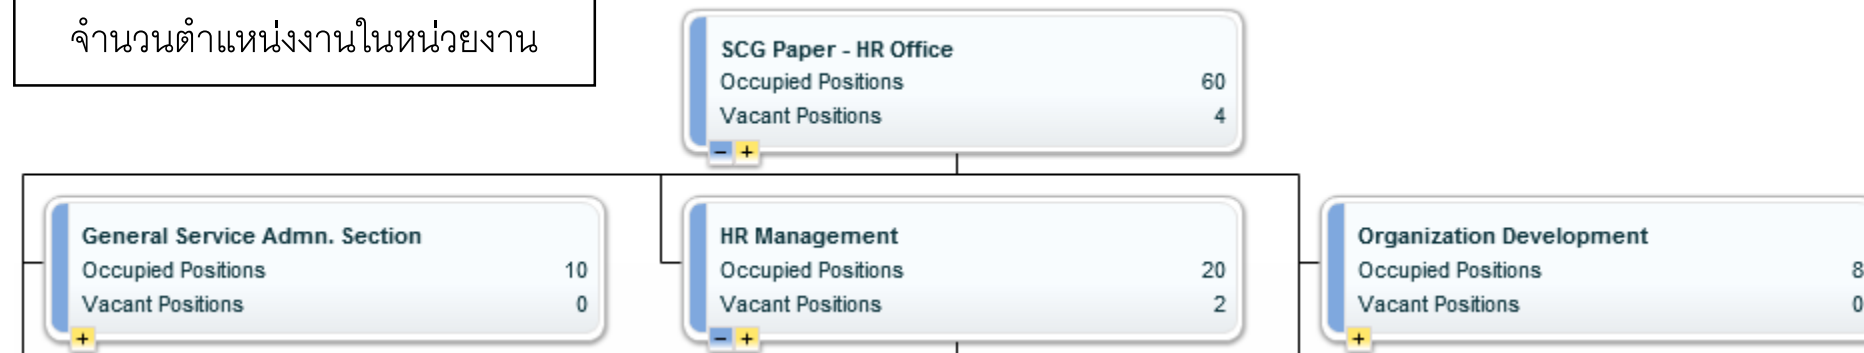 จำนวนตำแหน่งงานในหน่วยงาน
SCG Paper - HR Office
Occupied Positions 60
Vacant Positions 4
− +
General Service Admn. Section
Occupied Positions 10
Vacant Positions 0
+
HR Management
Occupied Positions 20
Vacant Positions 2
− +
Organization Development
Occupied Positions 8
Vacant Positions 0
+